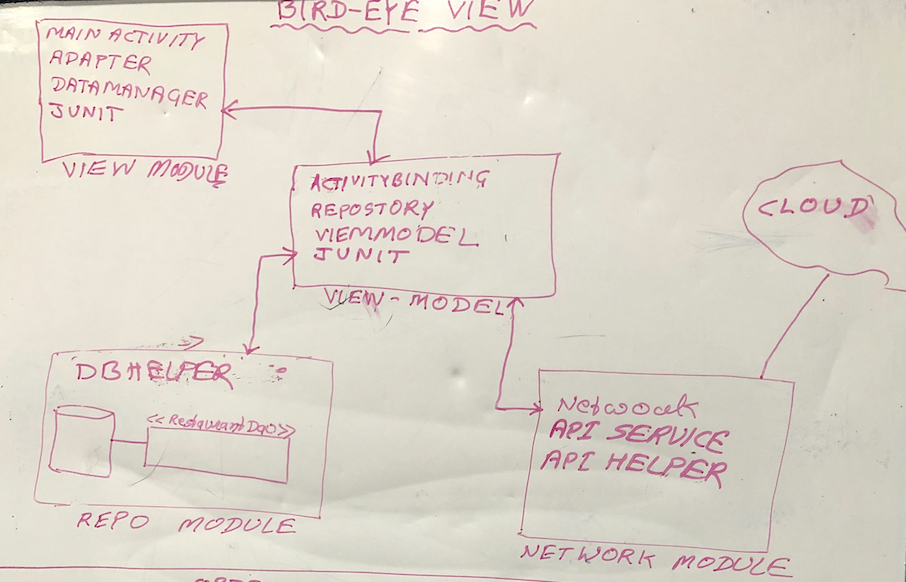 BIRD-EYE VIEW
MAIN ACTIVITY
ADAPTER
DATAMANAGER
JUNIT
VIEW MODULE
ACTIVITYBINDING
REPOSTORY
VIEMMODEL
JUNIT
VIEW-MODEL
CLOUD
DBHELPER
<<RestaurantDao>>
REPO MODULE
Network
API SERVICE
API HELPER
NETWORK MODULE